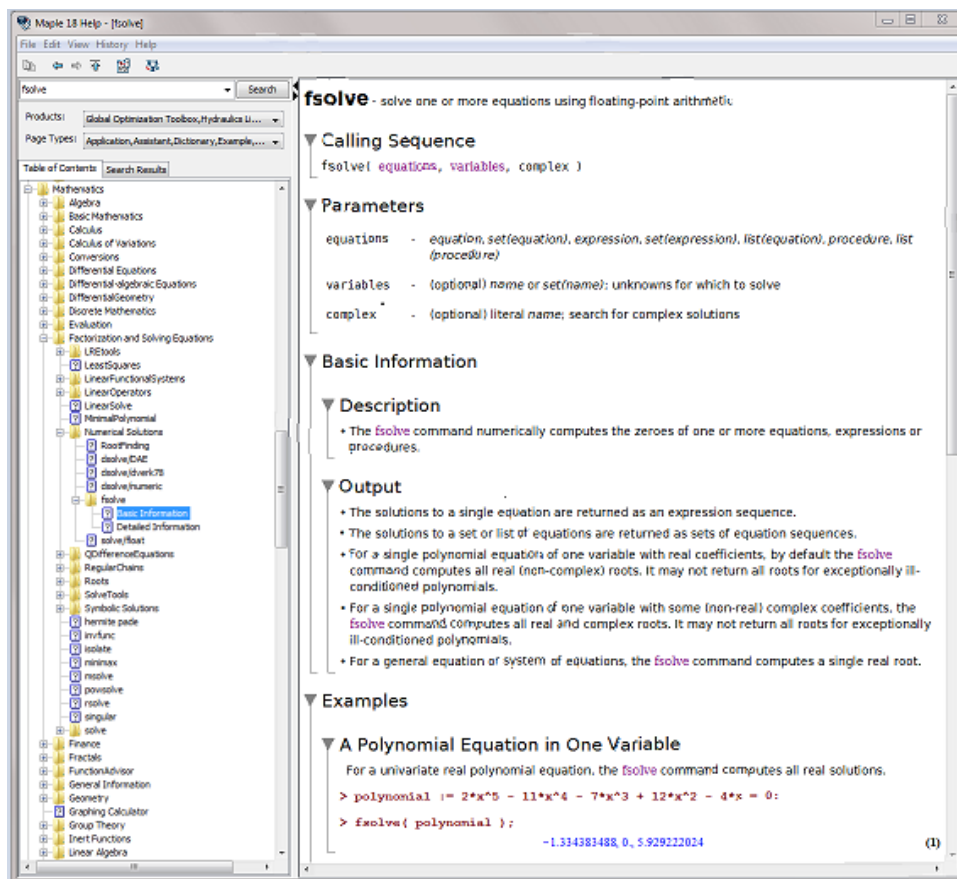 Maple 18 Help - [fsolve]
File Edit View History Help
fsolve
Search
Products:
Global Optimization Toolbox,Hydraulics Li...
Page Types:
Application,Assistant,Dictionary,Example,...
Table of Contents
Search Results
Mathematics
Algebra
Basic Mathematics
Calculus
Calculus of Variations
Conversions
Differential Equations
Differential-algebraic Equations
DifferentialGeometry
Discrete Mathematics
Evaluation
Factorization and Solving Equations
LREtools
LeastSquares
LinearFunctionalSystems
LinearOperators
LinearSolve
MinimalPolynomial
Numerical Solutions
RootFinding
dsolve/DAE
dsolve/dverk78
dsolve/numeric
fsolve
Basic Information
Detailed Information
solve/float
QDifferenceEquations
RegularChains
Roots
SolveTools
Symbolic Solutions
hermite pade
invfunc
isolate
minimax
msolve
powsolve
rsolve
singular
solve
Finance
Fractals
FunctionAdvisor
General Information
Geometry
Graphing Calculator
Group Theory
Inert Functions
Linear Algebra
fsolve - solve one or more equations using floating-point arithmetic
Calling Sequence
fsolve( equations, variables, complex )
Parameters
equations - equation, set(equation), expression, set(expression), list(equation), procedure, list
(procedure)
variables - (optional) name or set(name); unknowns for which to solve
complex - (optional) literal name; search for complex solutions
Basic Information
Description
• The fsolve command numerically computes the zeroes of one or more equations, expressions or
procedures.
Output
• The solutions to a single equation are returned as an expression sequence.
• The solutions to a set or list of equations are returned as sets of equation sequences.
• For a single polynomial equation of one variable with real coefficients, by default the fsolve
command computes all real (non-complex) roots. It may not return all roots for exceptionally ill-
conditioned polynomials.
• For a single polynomial equation of one variable with some (non-real) complex coefficients, the
fsolve command computes all real and complex roots. It may not return all roots for exceptionally
ill-conditioned polynomials.
• For a general equation or system of equations, the fsolve command computes a single real root.
Examples
A Polynomial Equation in One Variable
For a univariate real polynomial equation, the fsolve command computes all real solutions.
> polynomial := 2*x^5 - 11*x^4 - 7*x^3 + 12*x^2 - 4*x = 0:
> fsolve( polynomial );
-1.334383488, 0., 5.929222024 (1)